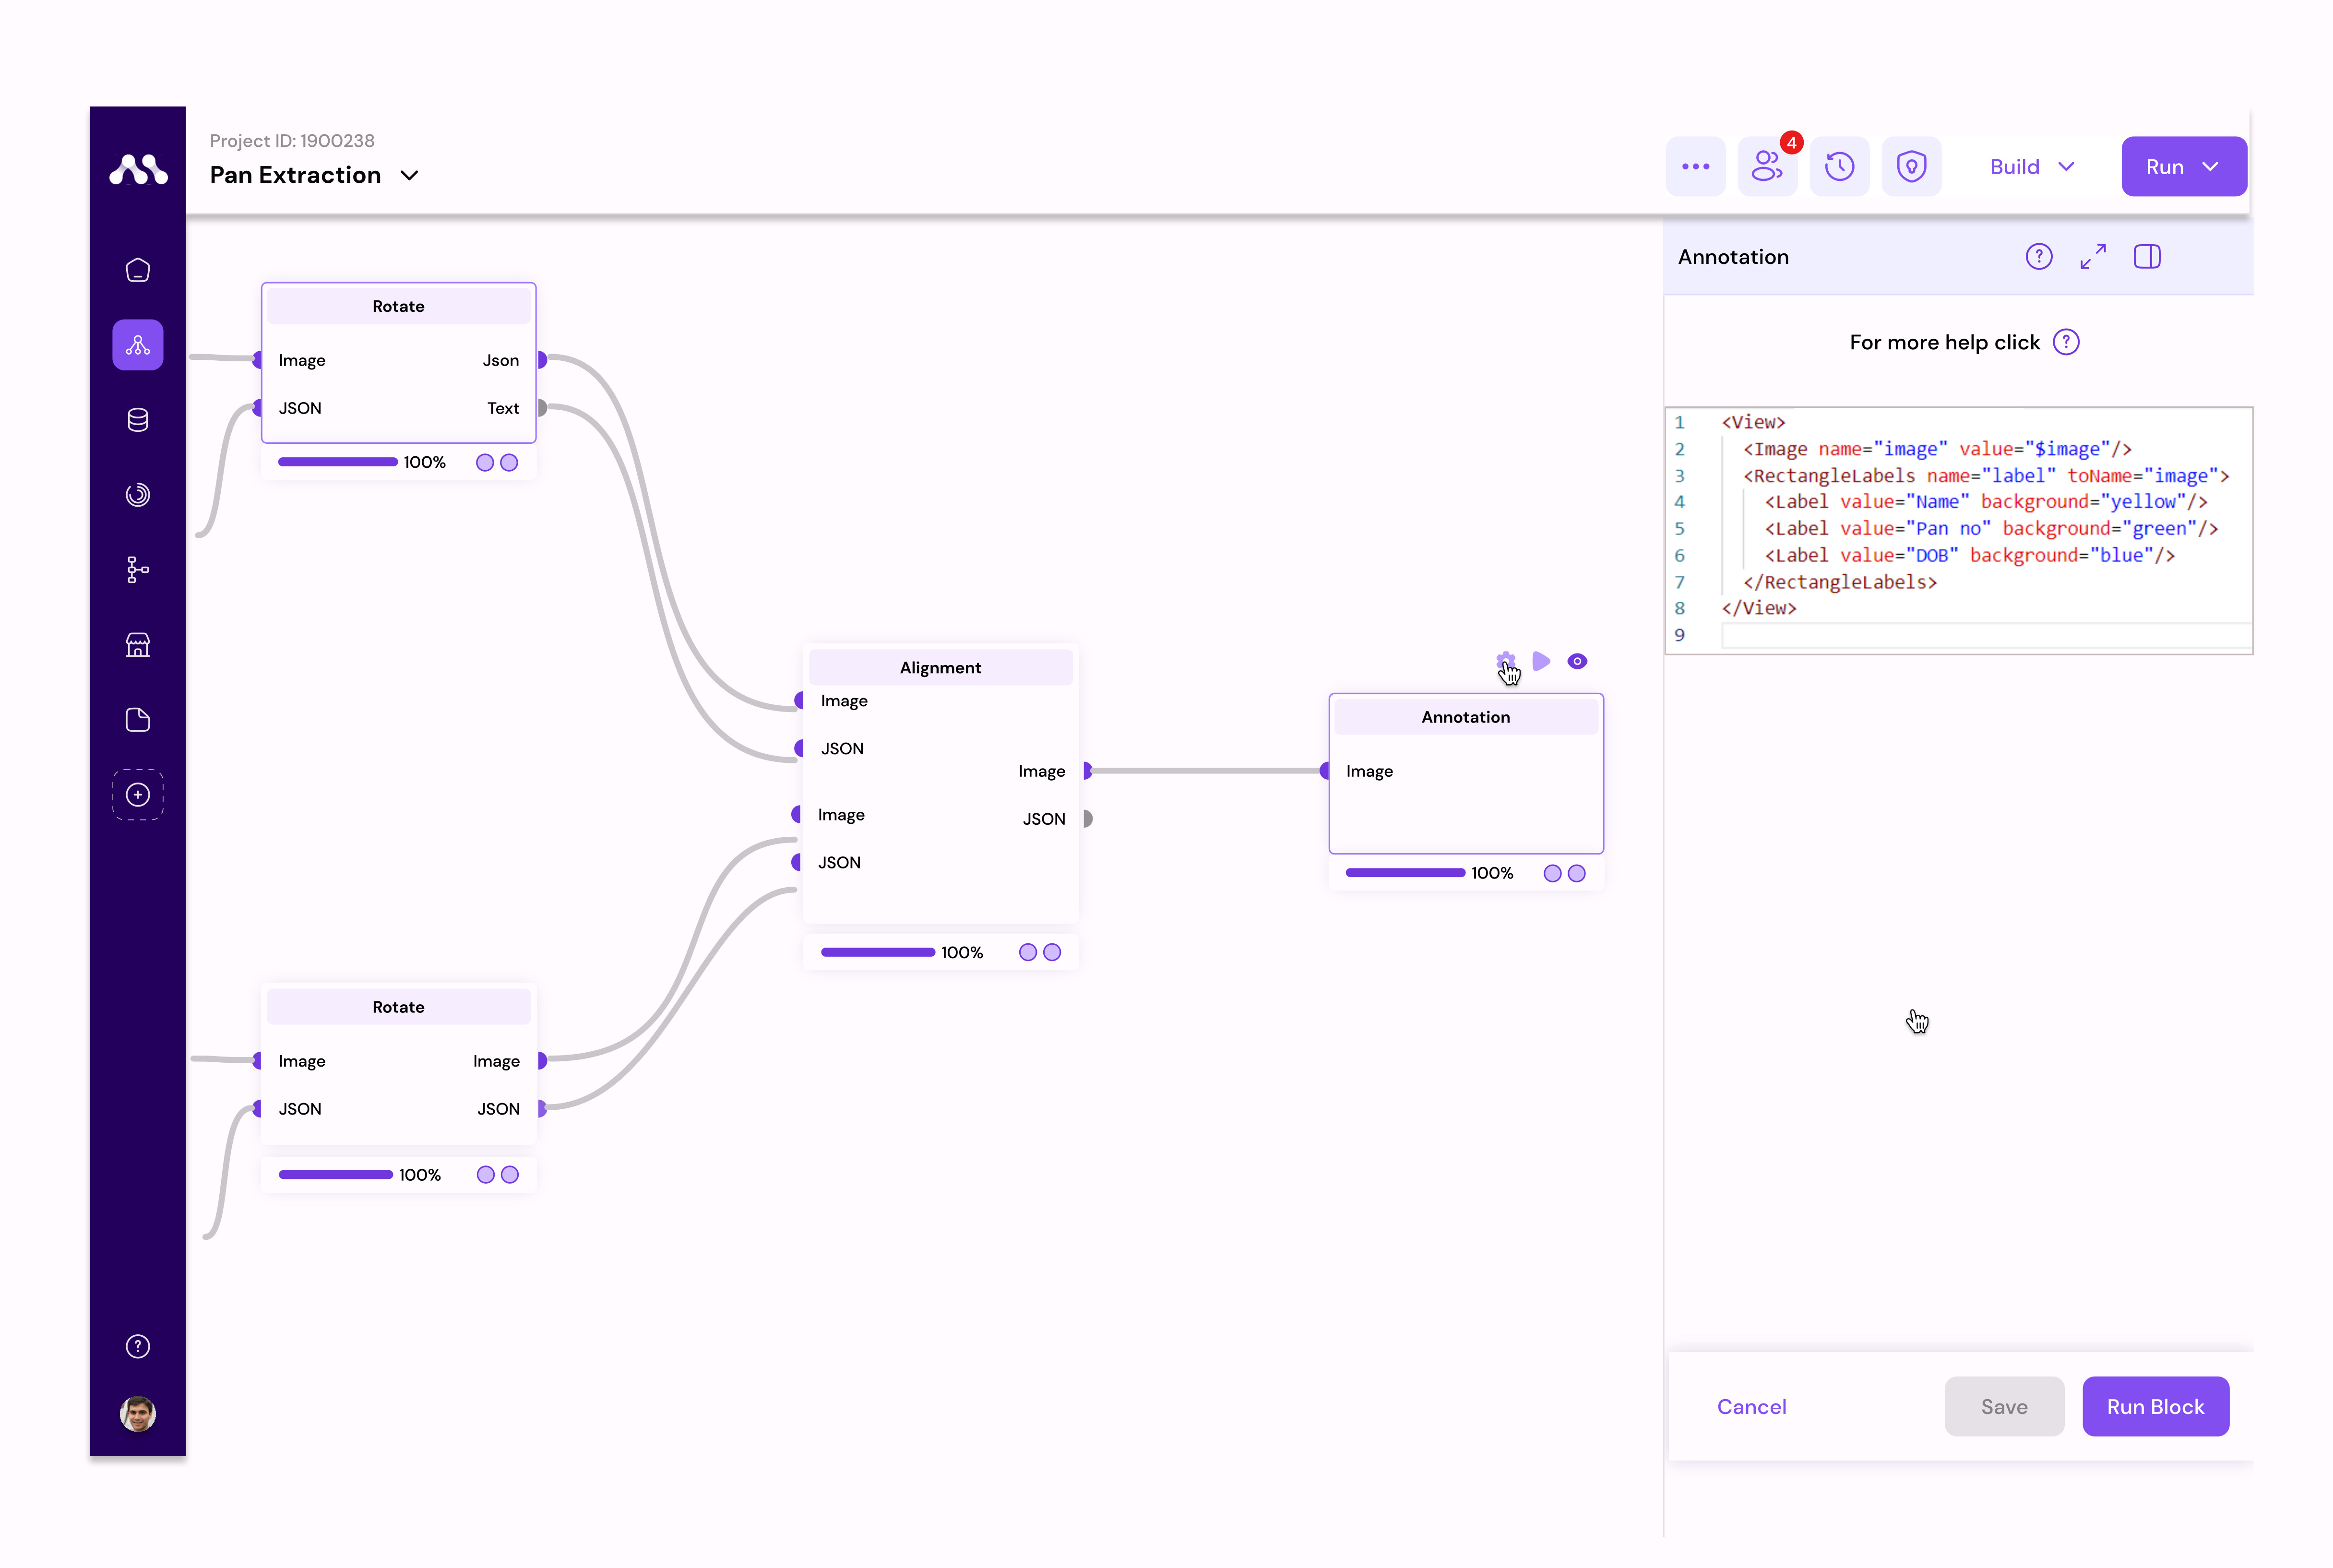 Project ID: 1900238
Pan Extraction
4
Build
Run
Rotate
Image Json
JSON Text
100%
Alignment
Image
JSON
Image
Image
JSON
JSON
100%
Annotation
Image
100%
Rotate
Image Image
JSON JSON
100%
Annotation
For more help click ?
1 <View>
2 <Image name="image" value="$image"/>
3 <RectangleLabels name="label" toName="image">
4 <Label value="Name" background="yellow"/>
5 <Label value="Pan no" background="green"/>
6 <Label value="DOB" background="blue"/>
7 </RectangleLabels>
8 </View>
9
Cancel
Save
Run Block